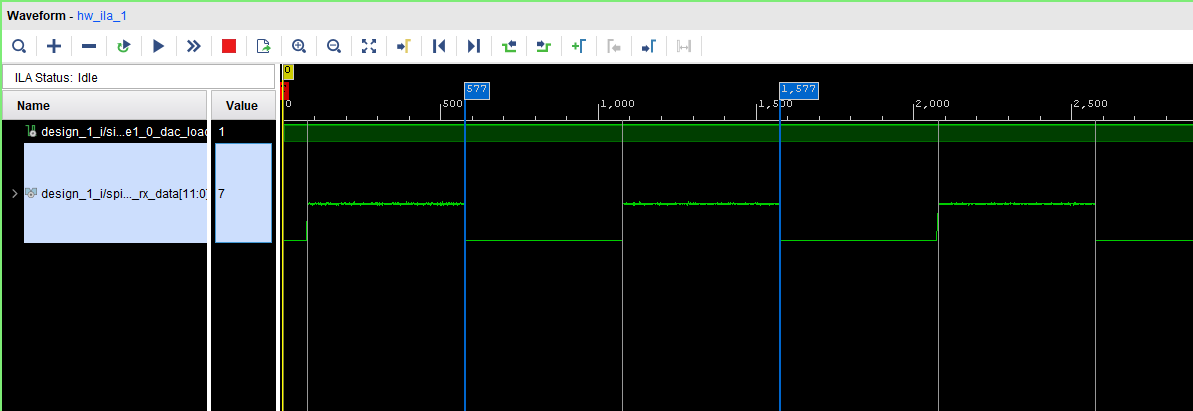 Waveform - hw_ila_1
ILA Status: Idle
0
577
1,577
Name
Value
0
500
1,000
1,500
2,000
2,500
design_1_i/si...e1_0_dac_load
1
design_1_i/spi..._rx_data[11:0]
7